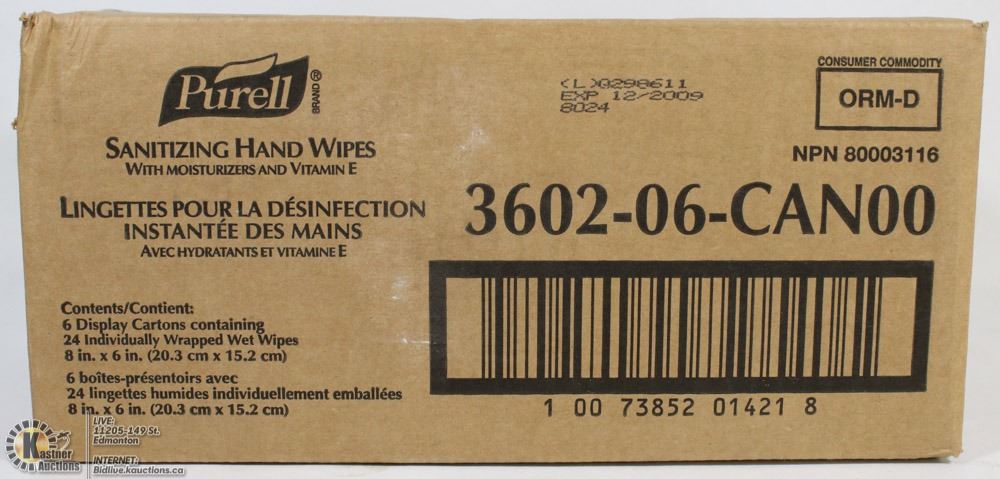 Purell®
BRAND
SANITIZING HAND WIPES
WITH MOISTURIZERS AND VITAMIN E
LINGETTES POUR LA DÉSINFECTION
INSTANTÉE DES MAINS
AVEC HYDRATANTS ET VITAMINE E
Contents/Contient:
6 Display Cartons containing
24 Individually Wrapped Wet Wipes
8 in. x 6 in. (20.3 cm x 15.2 cm)
6 boîtes-présentoirs avec
24 lingettes humides individuellement emballées
8 in. x 6 in. (20.3 cm x 15.2 cm)
(L)0298611
EXP 12/2009
8024
CONSUMER COMMODITY
ORM-D
NPN 80003116
3602-06-CAN00
1 00 73852 01421 8
Kastner
Auctions
LIVE:
11205-149 St.
Edmonton
INTERNET:
Bidlive.kauctions.ca